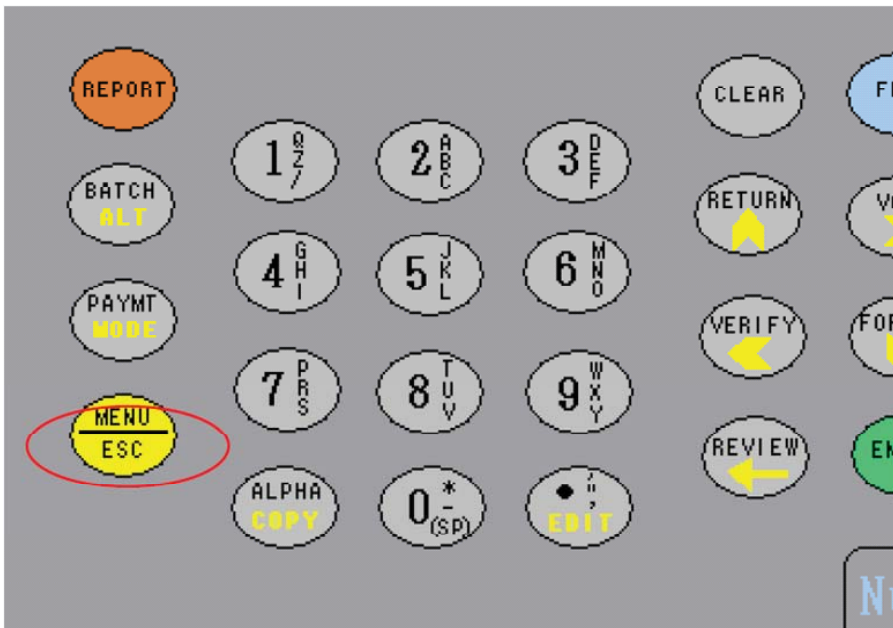 REPORT
CLEAR
1 QZ/
2 ABC
3 DEF
BATCH
ALT
RETURN
4 GHI
5 JKL
6 MNO
PAYMT
MODE
VERIFY
7 PRS
8 TUV
9 WXY
MENU
ESC
REVIEW
ALPHA
COPY
0 *-(SP)
EDIT